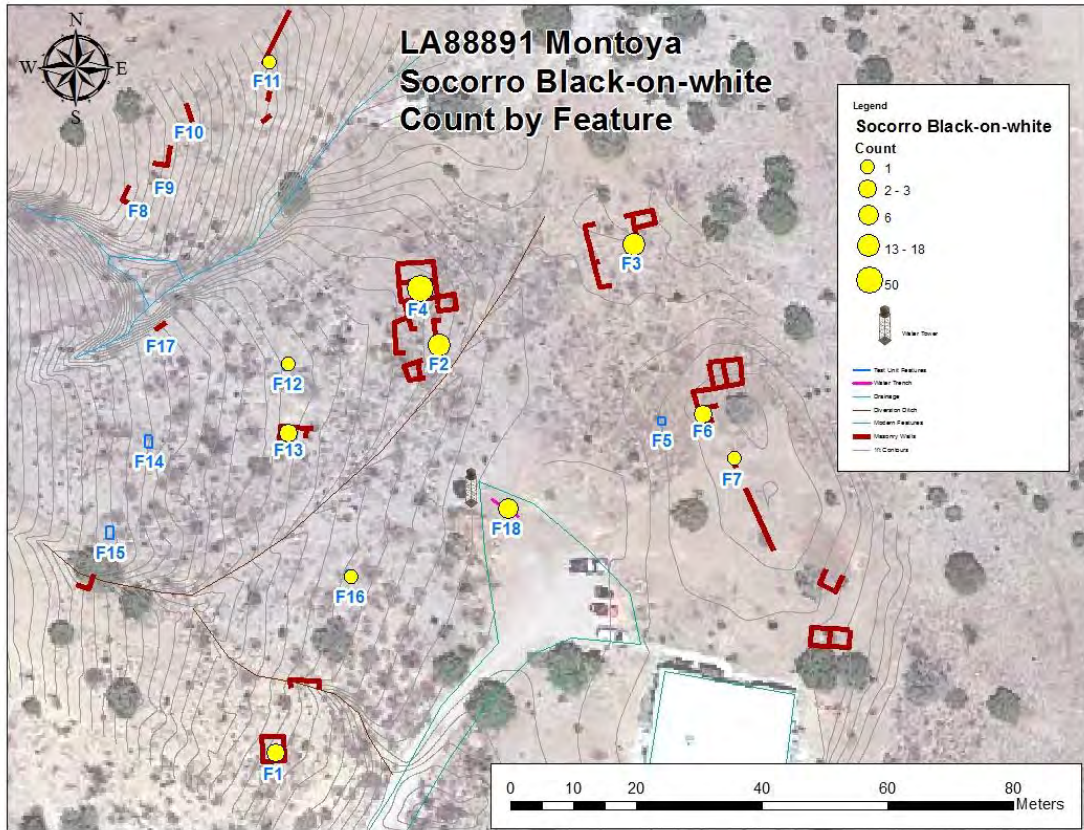 N
W
E
S
LA88891 Montoya
Socorro Black-on-white
Count by Feature
Legend
Socorro Black-on-white
Count
1
2 - 3
6
13 - 18
50
Water Tower
Test Unit Features
Water Trench
Drainage
Diversion Ditch
Modern Features
Masonry Walls
1ft Contours
F11
F10
F9
F8
F17
F3
F4
F2
F12
F13
F14
F5
F6
F7
F18
F15
F16
F1
0
10
20
40
60
80
Meters